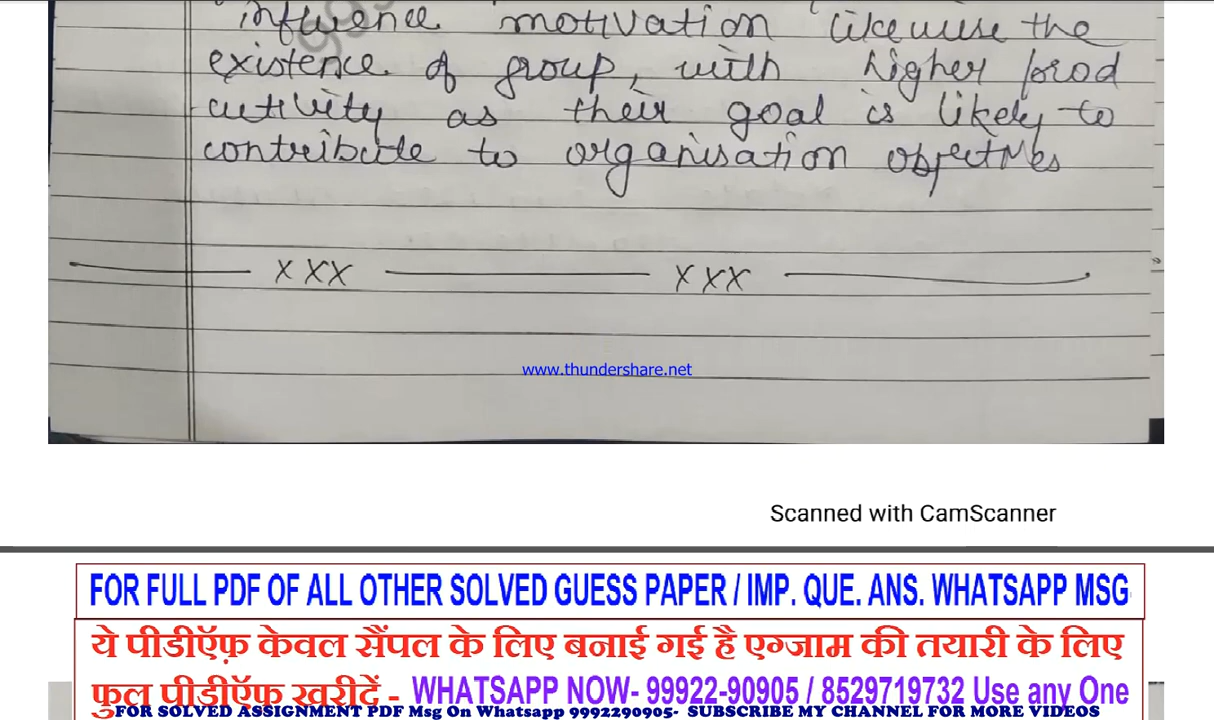 influence motivation likewise the
existence of group, with higher prod
uctivity as their goal is likely to
contribute to organisation objectives
xxx xxx
www.thundershare.net
Scanned with CamScanner
FOR FULL PDF OF ALL OTHER SOLVED GUESS PAPER / IMP. QUE. ANS. WHATSAPP MSG
ये पीडीऍफ़ केवल सैंपल के लिए बनाई गई है एग्जाम की तयारी के लिए
फुल पीडीऍफ़ खरीदें - WHATSAPP NOW- 99922-90905 / 8529719732 Use any One
FOR SOLVED ASSIGNMENT PDF Msg On Whatsapp 9992290905- SUBSCRIBE MY CHANNEL FOR MORE VIDEOS